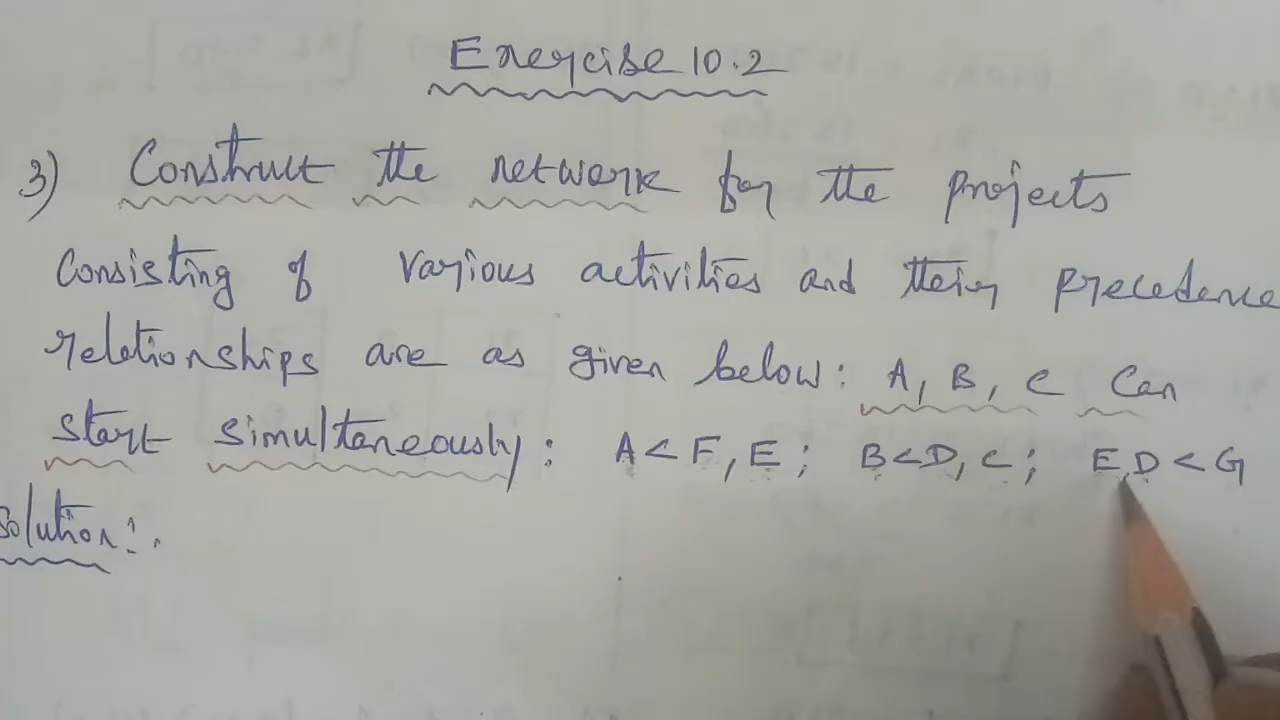 Exercise 10.2
3) Construct the network for the projects
consisting of various activities and their precedence
relationships are as given below: A, B, C Can
start simultaneously: A<F, E; B<D, C; E,D<G
Solution:.